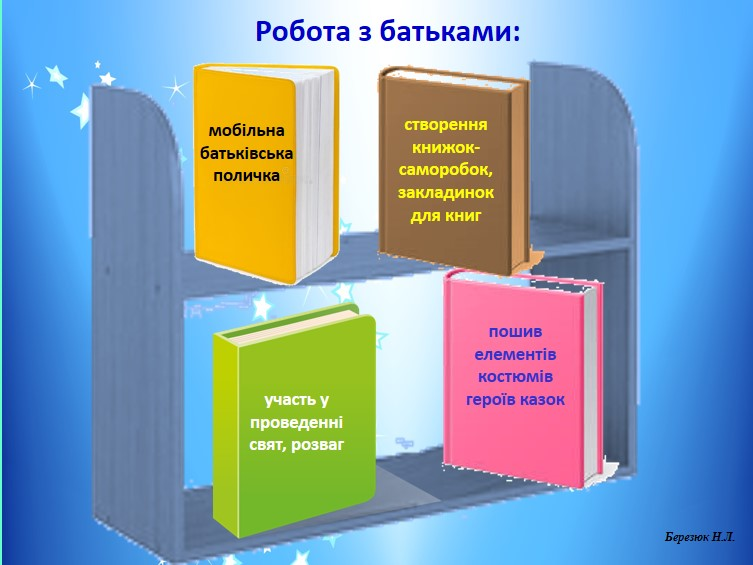 Робота з батьками:
мобільна
батьківська
поличка
створення
книжок-
саморобок,
закладинок
для книг
участь у
проведенні
свят, розваг
пошив
елементів
костюмів
героїв казок
Березюк Н.Л.